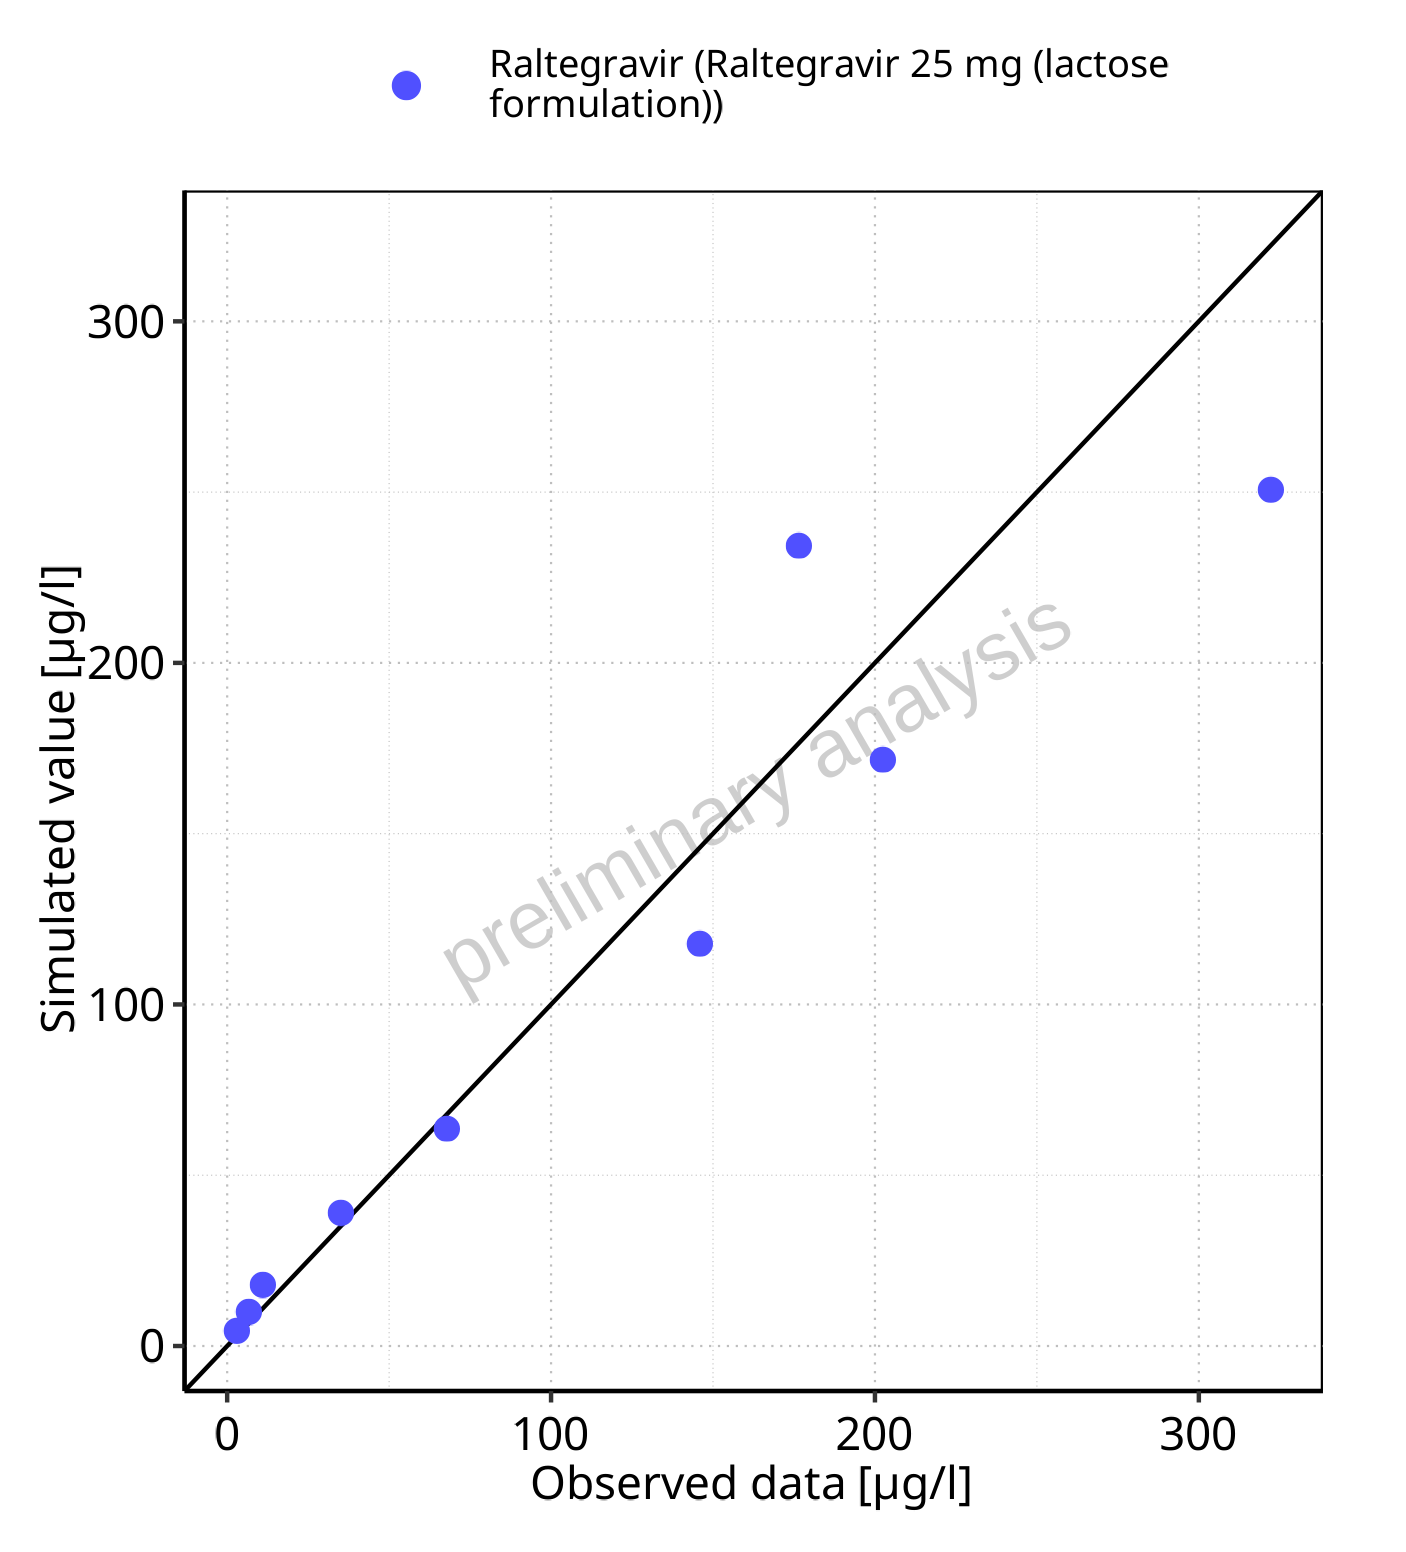 Raltegravir (Raltegravir 25 mg (lactose
formulation))
300
200
100
0
Simulated value [µg/l]
preliminary analysis
0 100 200 300
Observed data [µg/l]